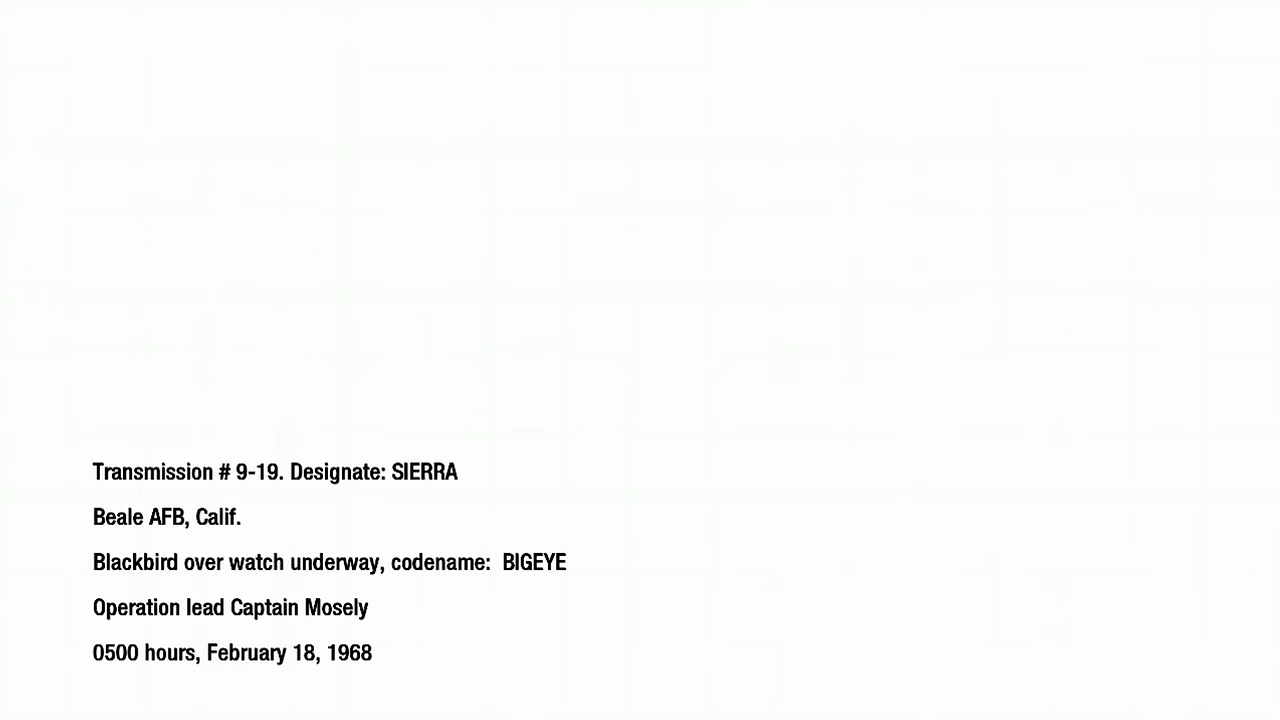 Transmission # 9-19. Designate: SIERRA
Beale AFB, Calif.
Blackbird over watch underway, codename:  BIGEYE
Operation lead Captain Mosely
0500 hours, February 18, 1968